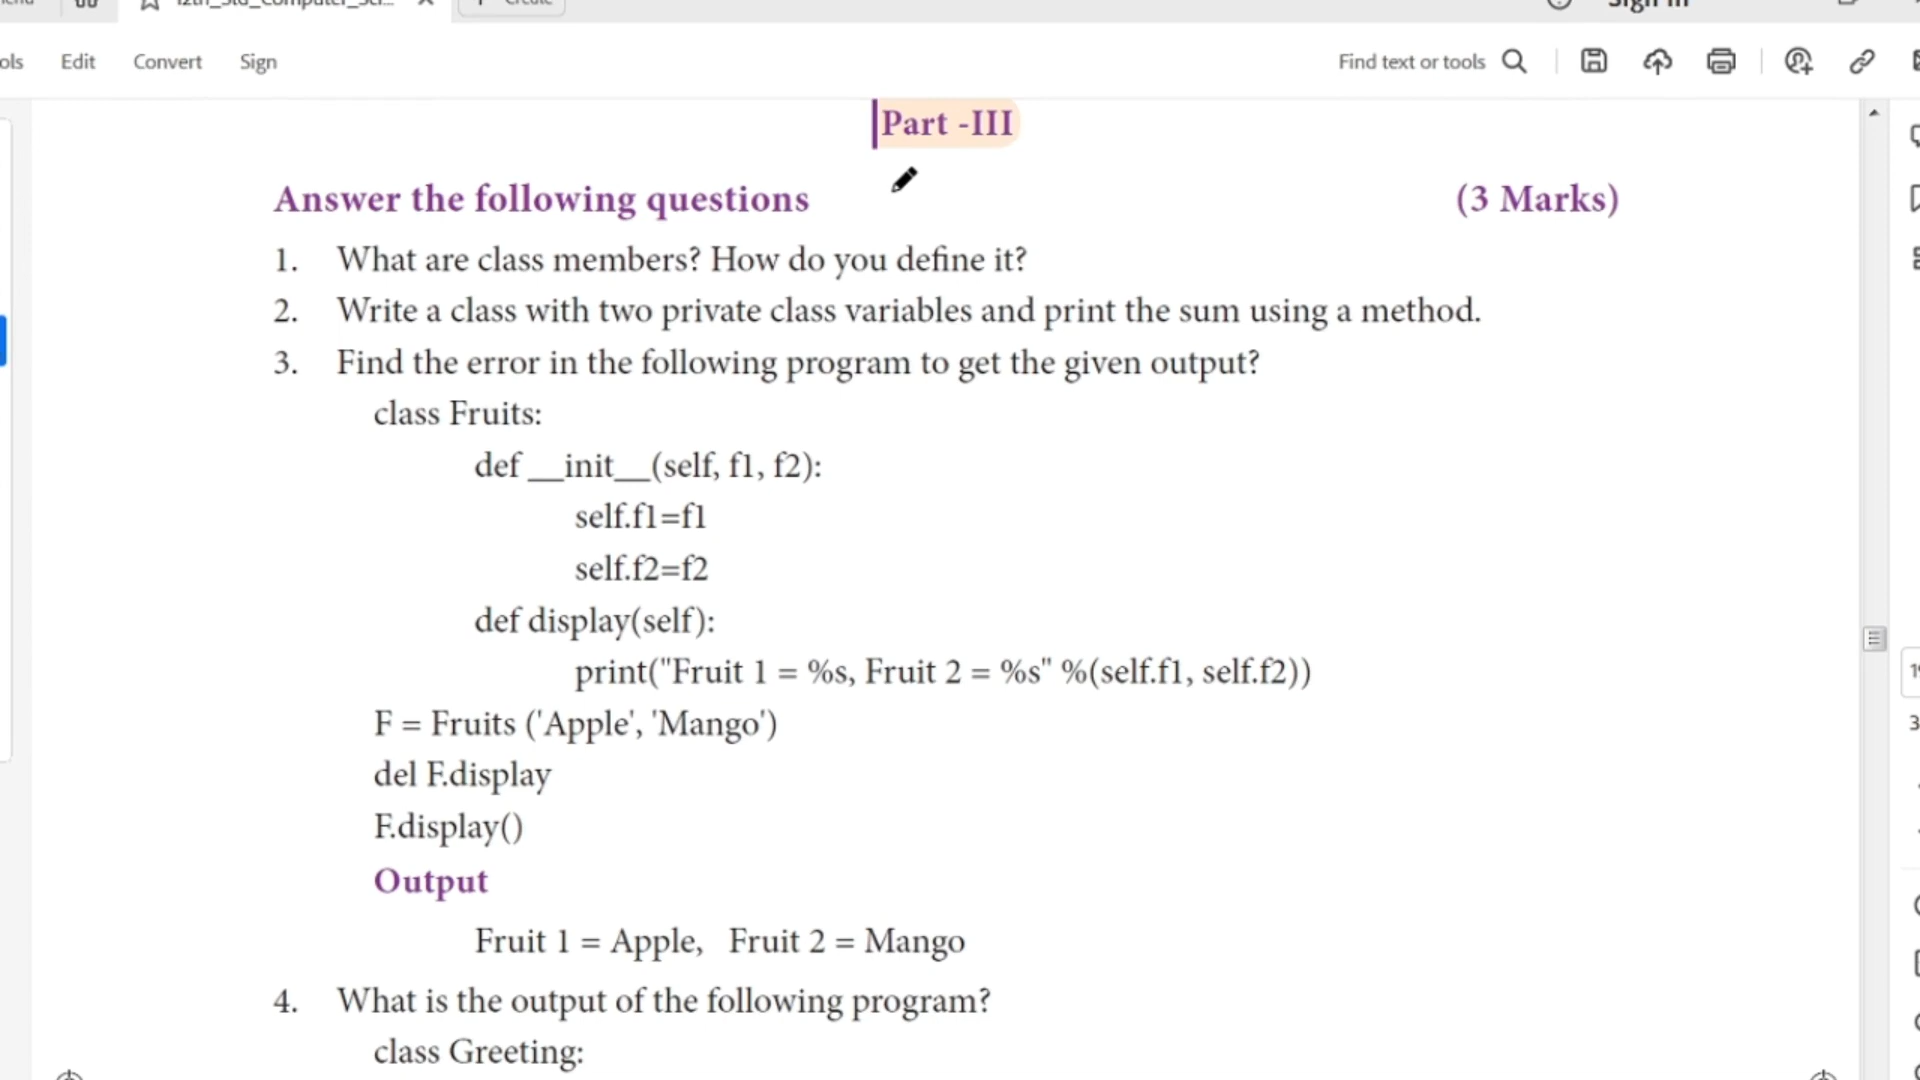 Edit Convert Sign Find text or tools
Part -III
Answer the following questions (3 Marks)
1. What are class members? How do you define it?
2. Write a class with two private class variables and print the sum using a method.
3. Find the error in the following program to get the given output?
class Fruits:
def __init__(self, f1, f2):
self.f1=f1
self.f2=f2
def display(self):
print("Fruit 1 = %s, Fruit 2 = %s" %(self.f1, self.f2))
F = Fruits ('Apple', 'Mango')
del F.display
F.display()
Output
Fruit 1 = Apple, Fruit 2 = Mango
4. What is the output of the following program?
class Greeting: